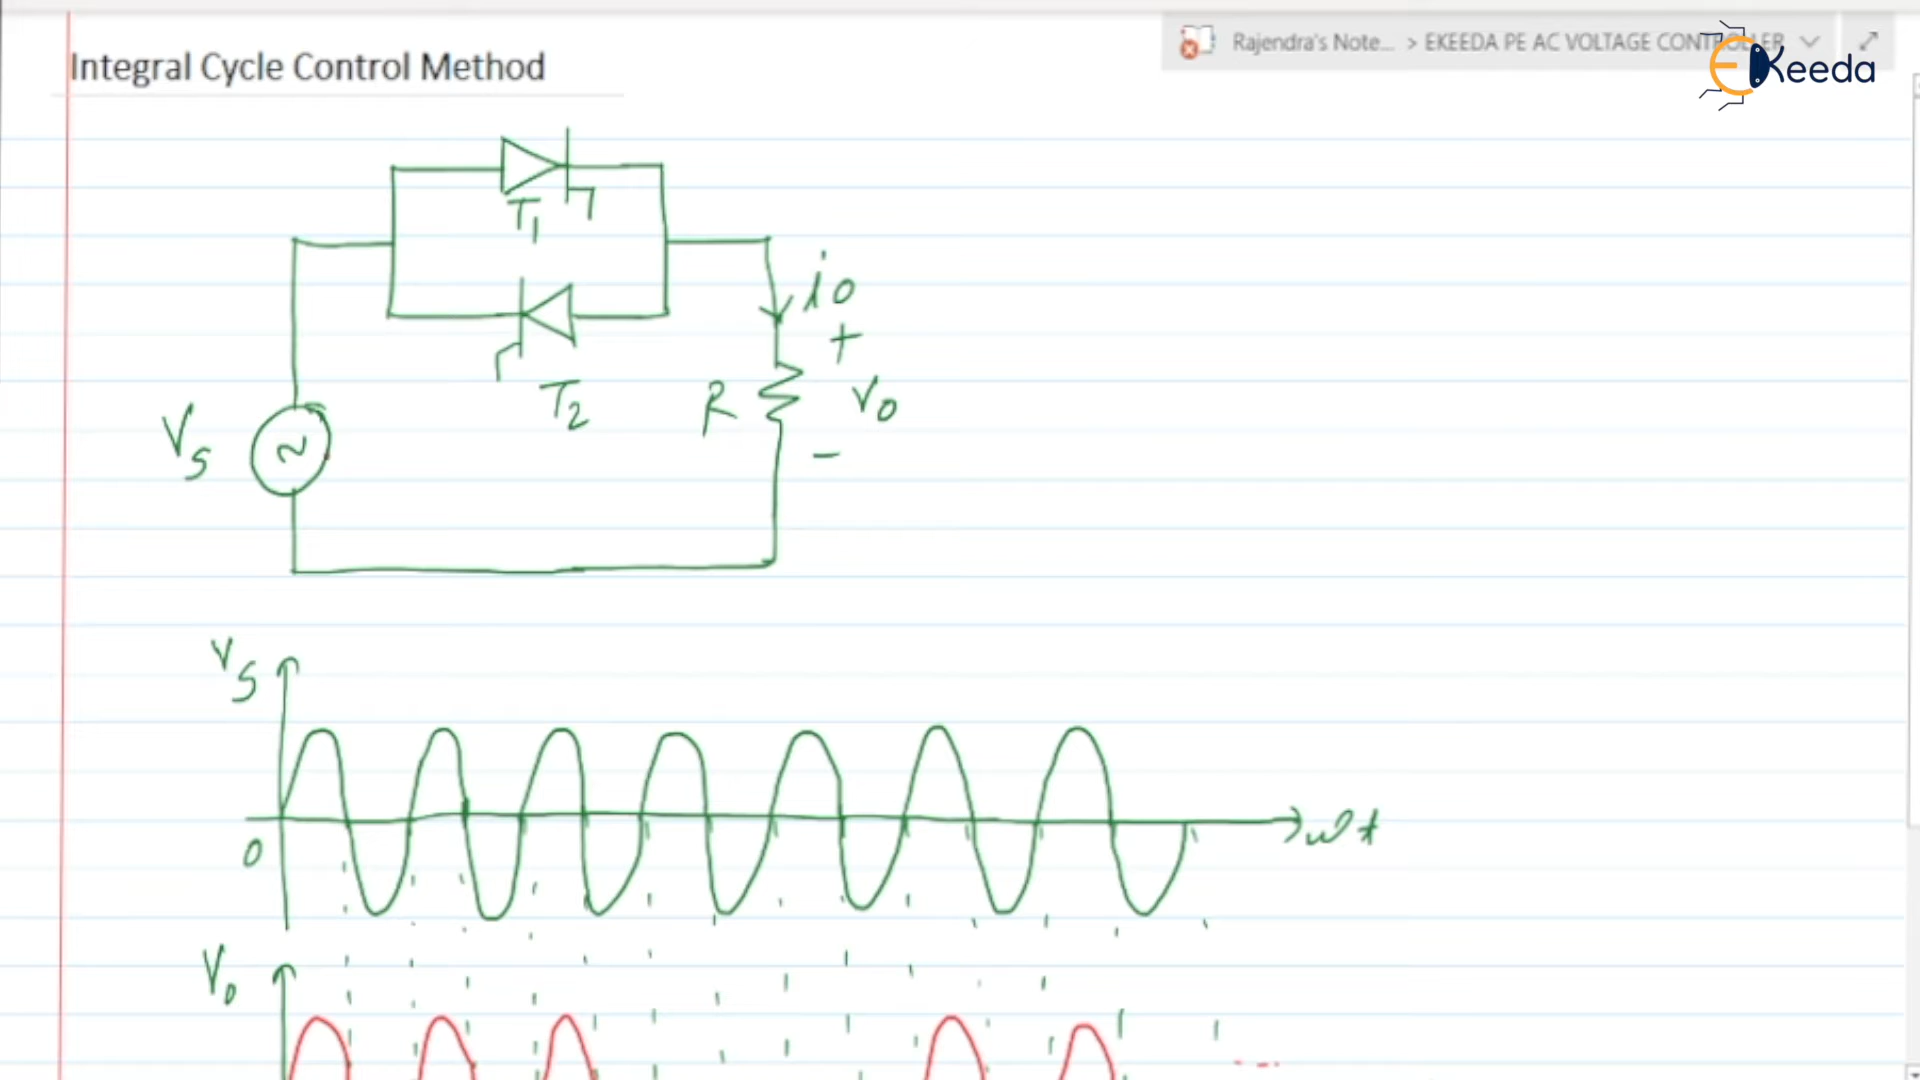 Integral Cycle Control Method
Rajendra's Note... > EKEEDA PE AC VOLTAGE CONTROLLER
EKeeda
T1
io
+
T2
R
Vo
Vs
-
Vs
0
ωt
Vo